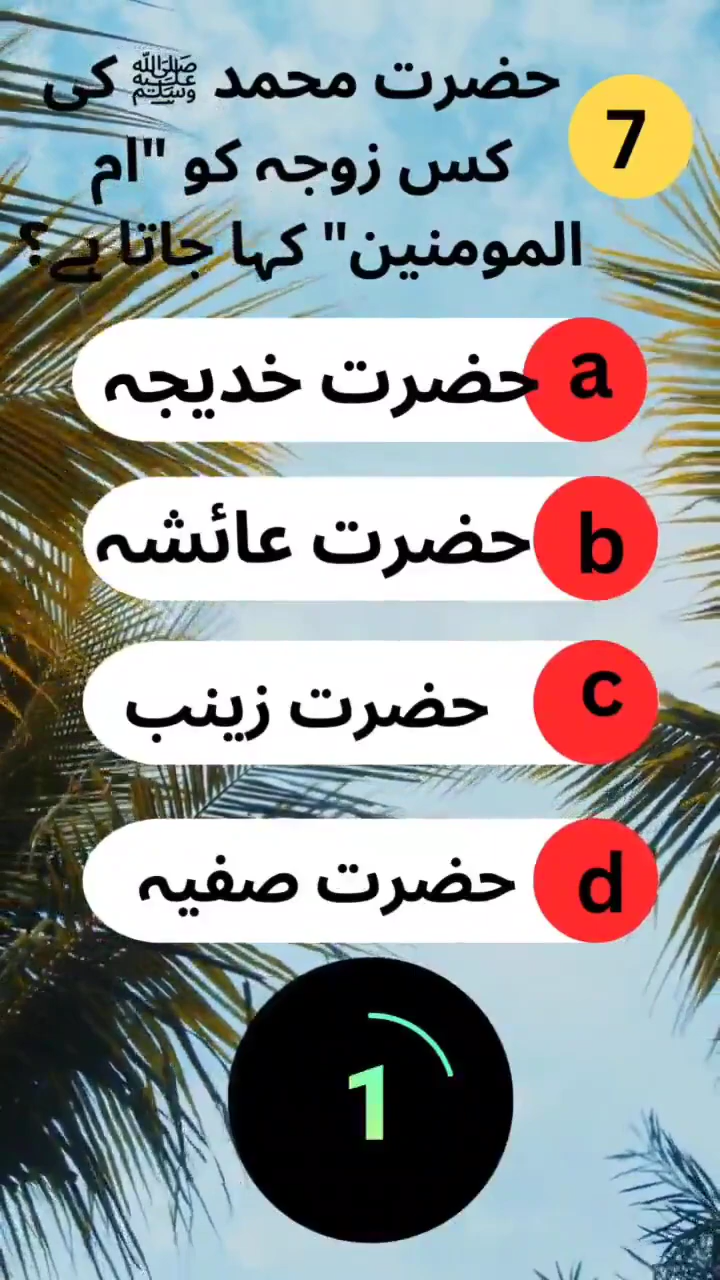 7
حضرت محمد ﷺ کی
کس زوجہ کو "ام
المومنین" کہا جاتا ہے؟
a حضرت خدیجہ
b حضرت عائشہ
c حضرت زینب
d حضرت صفیہ
1